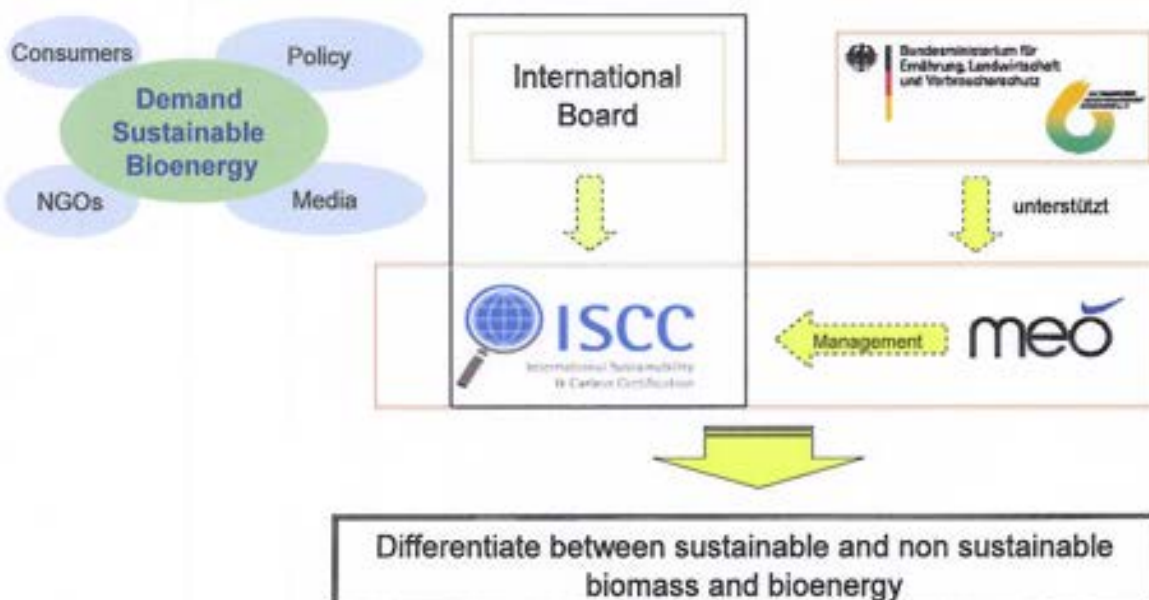 Consumers
Policy
Demand
Sustainable
Bioenergy
NGOs
Media
International
Board
Bundesministerium für
Ernährung, Landwirtschaft
und Verbraucherschutz
unterstützt
ISCC
International Sustainability
& Carbon Certification
Management
meó
Differentiate between sustainable and non sustainable
biomass and bioenergy